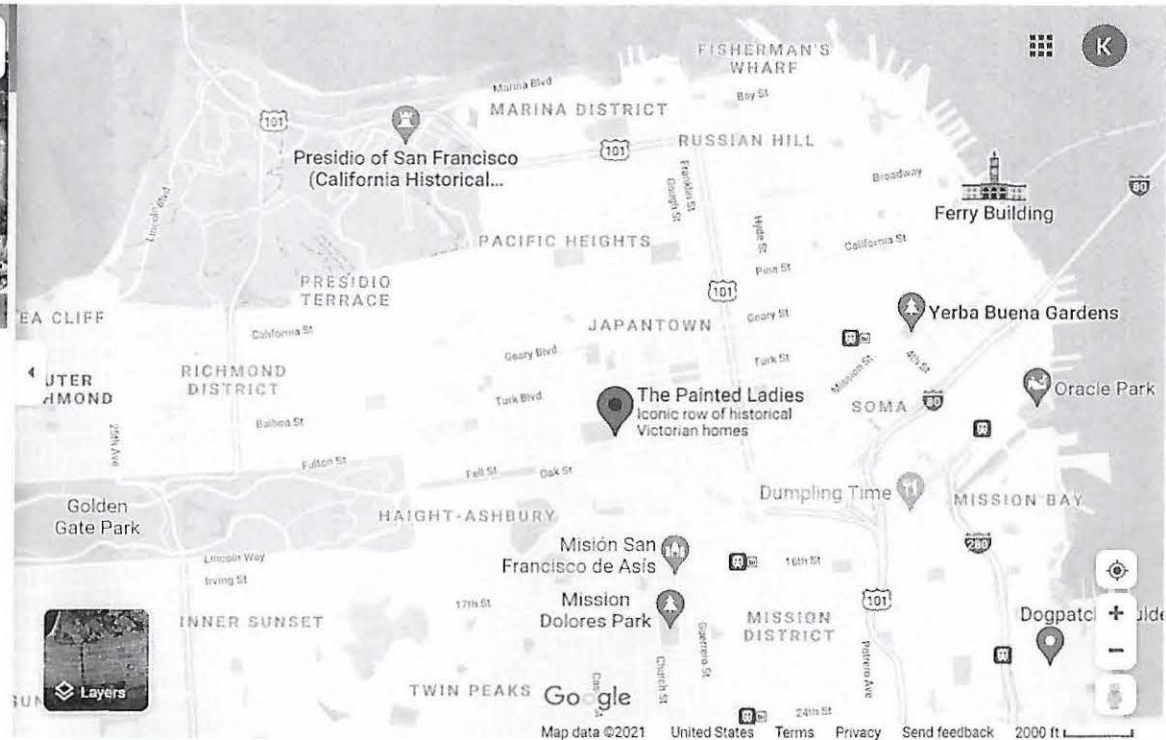 FISHERMAN'S
WHARF
K
Marina Blvd
MARINA DISTRICT
Bay St
101
Presidio of San Francisco
(California Historical...
101
RUSSIAN HILL
Franklin St
Gough St
Broadway
80
Ferry Building
Lincoln Blvd
Hyde St
PACIFIC HEIGHTS
California St
Pine St
PRESIDIO
TERRACE
101
EA CLIFF
California St
JAPANTOWN
Geary St
Yerba Buena Gardens
Geary Blvd
Turk St
Mission St
4th St
RICHMOND
DISTRICT
UTER
HMOND
Turk Blvd
The Painted Ladies
Iconic row of historical
Victorian homes
SOMA
80
Oracle Park
Balboa St
25th Ave
Fulton St
Fell St
Oak St
Dumpling Time
MISSION BAY
Golden
Gate Park
HAIGHT-ASHBURY
Misión San
Francisco de Asís
16th St
280
Lincoln Way
Irving St
17th St
Mission
Dolores Park
101
INNER SUNSET
Guerrero St
MISSION
DISTRICT
Dogpatch
Potrero Ave
Church St
Layers
SUN
TWIN PEAKS
Google
24th St
Map data ©2021 United States Terms Privacy Send feedback 2000 ft